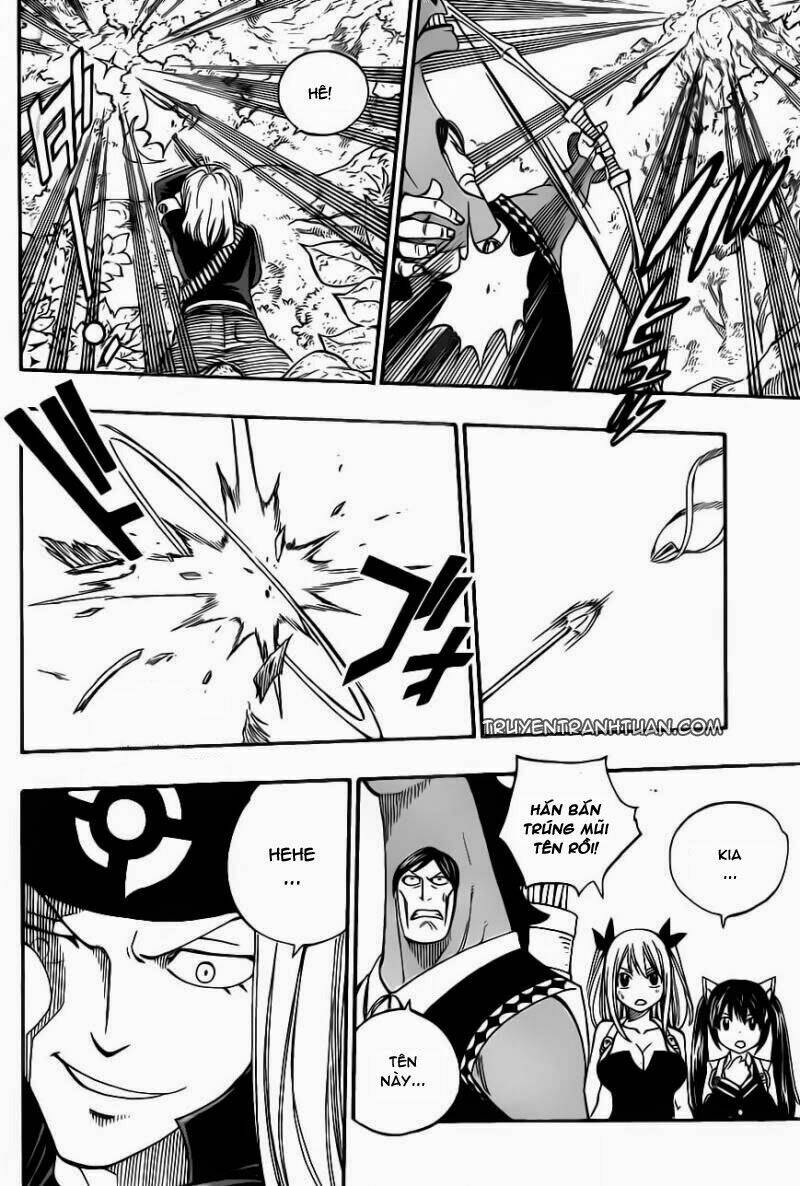 HÊ!
TRUYENTRANHTUAN.COM
HEHE
...
HẮN BẮN
TRÚNG MŨI
TÊN RỒI!
KIA
...
TÊN
NÀY...